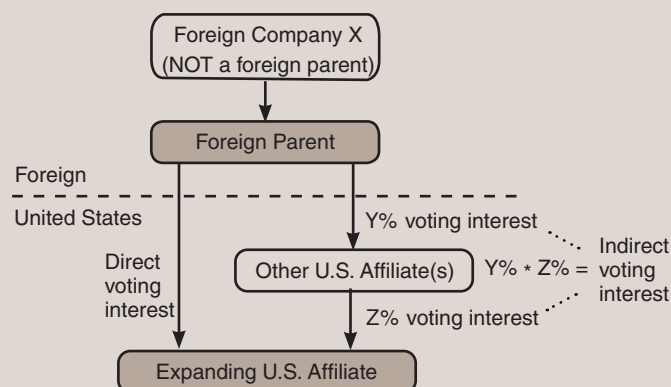 Foreign Company X
(NOT a foreign parent)
Foreign Parent
Foreign
United States
Y% voting interest
Direct
voting
interest
Other U.S. Affiliate(s)
Y% * Z% =
Indirect
voting
interest
Z% voting interest
Expanding U.S. Affiliate